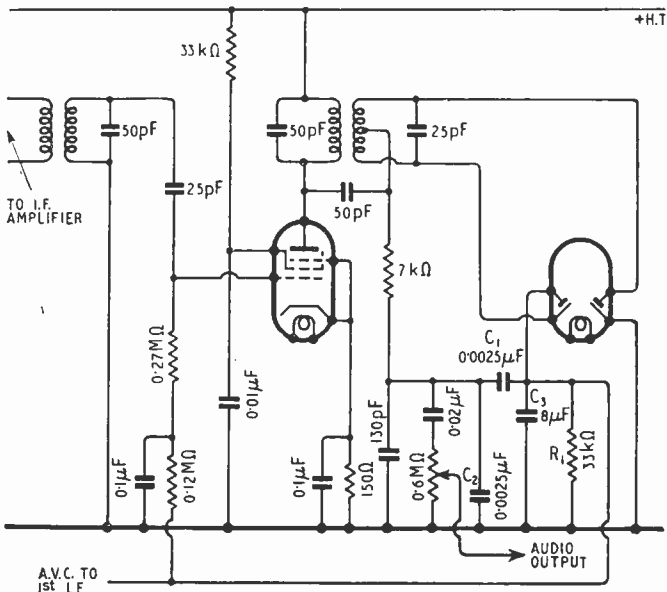 +H.T
33kΩ
50pF
50pF
25pF
TO I.F.
AMPLIFIER
25pF
50pF
7kΩ
0·27MΩ
C1
0·0025μF
0·01μF
130pF
0·02μF
C3
8μF
0·1μF
0·12MΩ
0·1μF
150Ω
0·6MΩ
C2
0·0025μF
R1
33kΩ
AUDIO
OUTPUT
A.V.C. TO
1st I.F